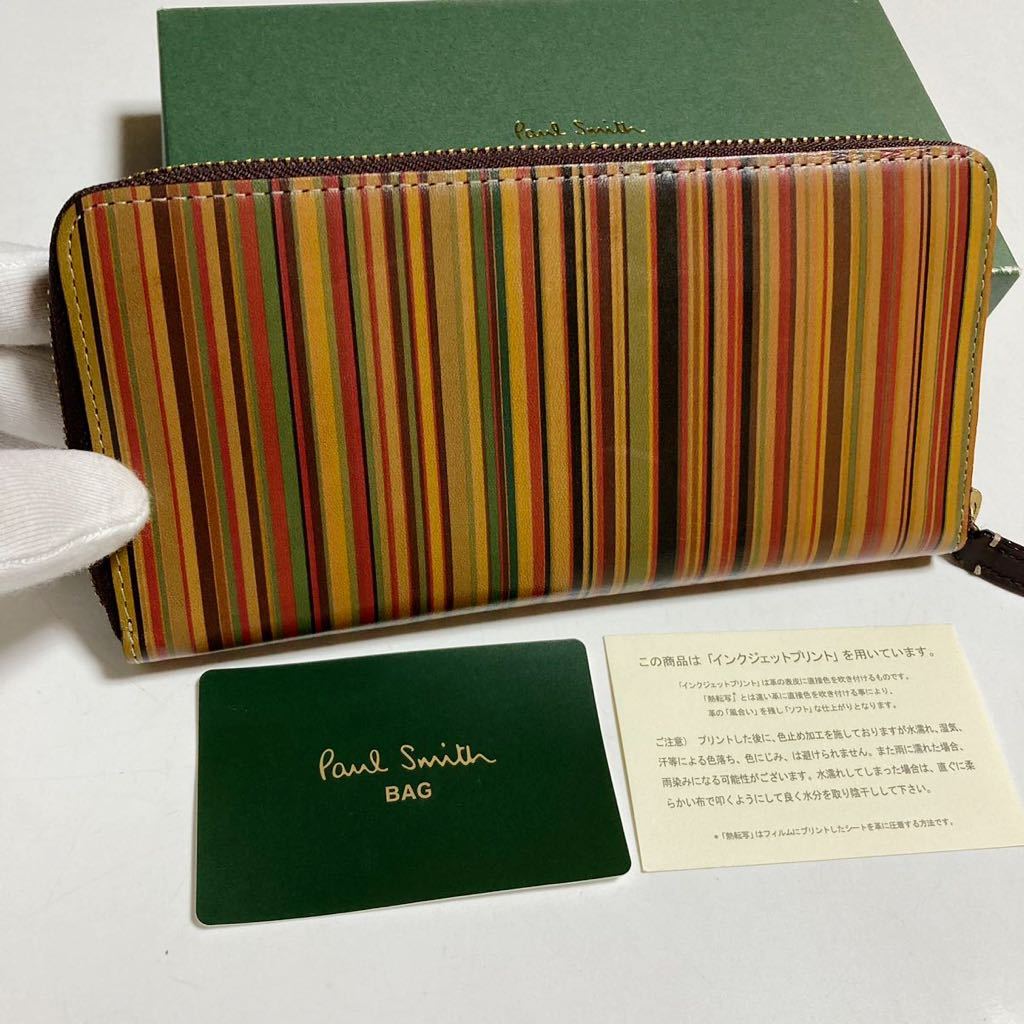 Paul Smith
Paul Smith
BAG
この商品は「インクジェットプリント」を用いています。
「インクジェットプリント」は革の表皮に直接色を吹き付けるものです。
「熱転写*」とは違い革に直接色を吹き付ける事により、
革の「風合い」を残し「ソフト」な仕上がりとなります。
ご注意） プリントした後に、色止め加工を施しておりますが水濡れ、湿気、
汗等による色落ち、色にじみ、は避けられません。また雨に濡れた場合、
雨染みになる可能性がございます。水濡れしてしまった場合は、直ぐに柔
らかい布で叩くようにして良く水分を取り陰干しして下さい。
*「熱転写」はフィルムにプリントしたシートを革に圧着する方法です。